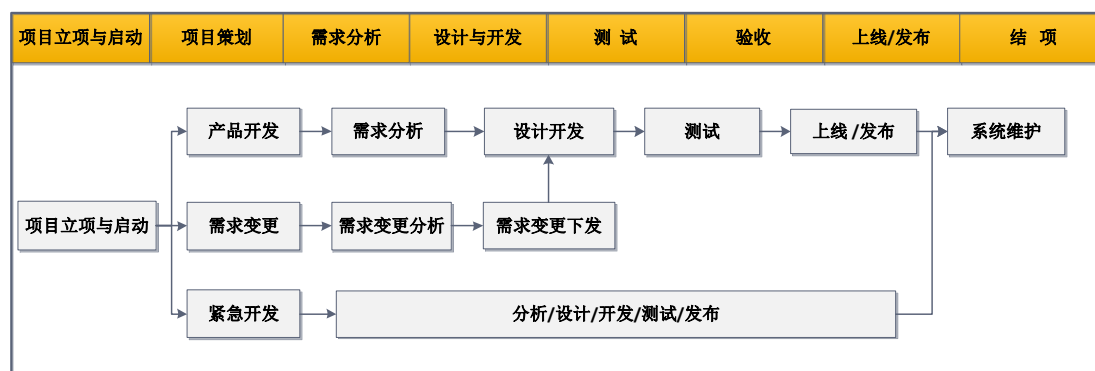 项目立项与启动
项目策划
需求分析
设计与开发
测 试
验收
上线/发布
结 项
产品开发
需求分析
设计开发
测试
上线 /发布
系统维护
项目立项与启动
需求变更
需求变更分析
需求变更下发
紧急开发
分析/设计/开发/测试/发布